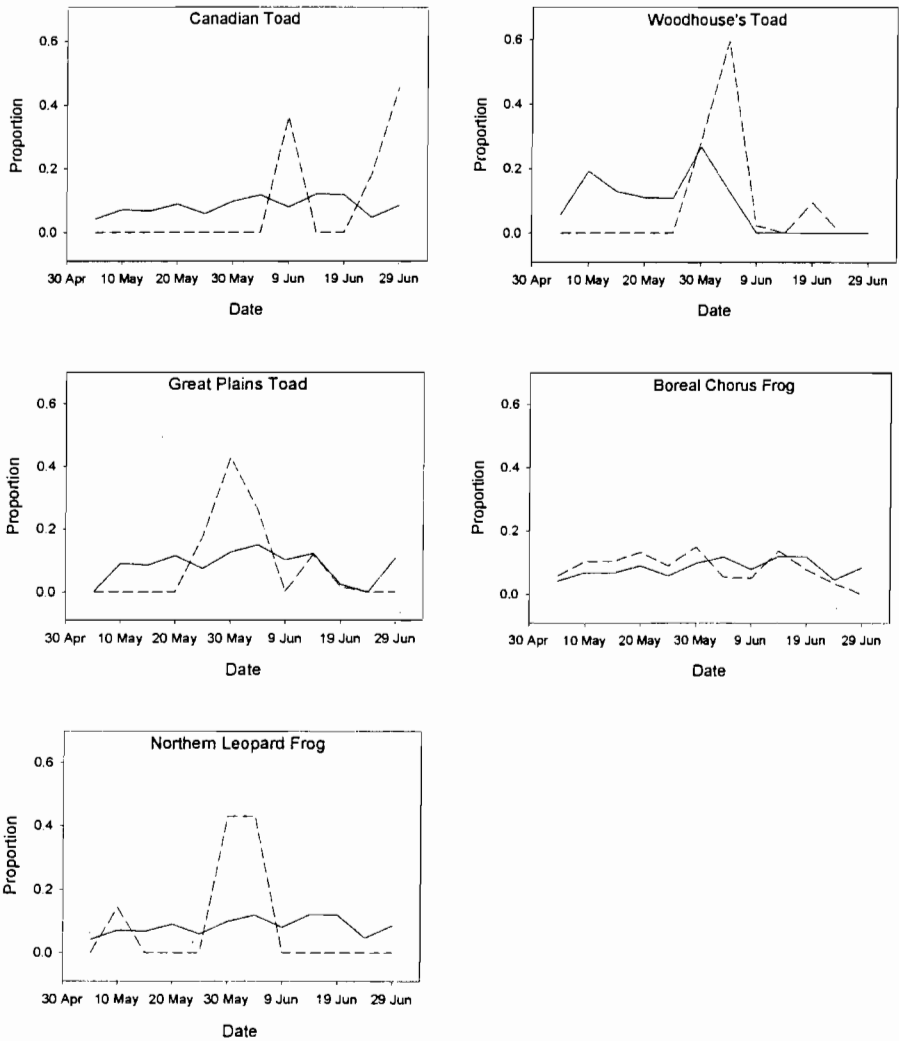 Canadian Toad
Proportion
0.6
0.4
0.2
0.0
30 Apr 10 May 20 May 30 May 9 Jun 19 Jun 29 Jun
Date
Woodhouse's Toad
Proportion
0.6
0.4
0.2
0.0
30 Apr 10 May 20 May 30 May 9 Jun 19 Jun 29 Jun
Date
Great Plains Toad
Proportion
0.6
0.4
0.2
0.0
30 Apr 10 May 20 May 30 May 9 Jun 19 Jun 29 Jun
Date
Boreal Chorus Frog
Proportion
0.6
0.4
0.2
0.0
30 Apr 10 May 20 May 30 May 9 Jun 19 Jun 29 Jun
Date
Northern Leopard Frog
Proportion
0.6
0.4
0.2
0.0
30 Apr 10 May 20 May 30 May 9 Jun 19 Jun 29 Jun
Date